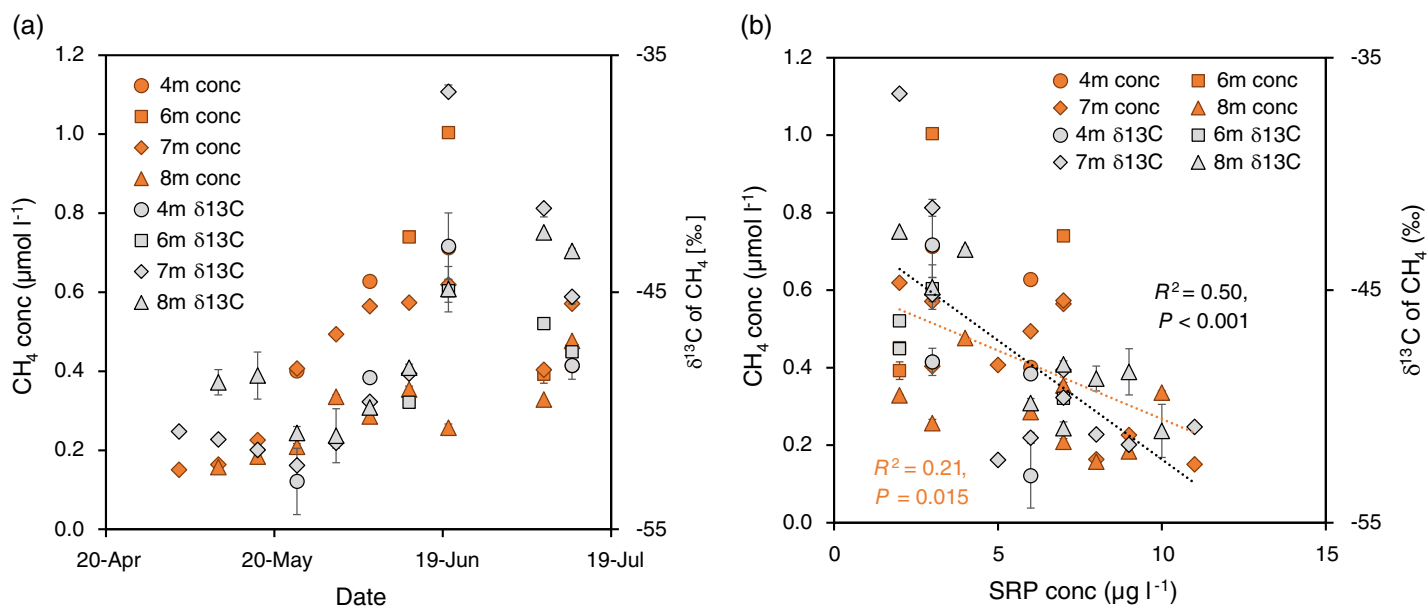 (a)
CH₄ conc (µmol l⁻¹)
1.2
1.0
0.8
0.6
0.4
0.2
0.0
4m conc
6m conc
7m conc
8m conc
4m δ13C
6m δ13C
7m δ13C
8m δ13C
-35
-45
-55
δ¹³C of CH₄ [‰]
20-Apr 20-May 19-Jun 19-Jul
Date
(b)
CH₄ conc (µmol l⁻¹)
1.2
1.0
0.8
0.6
0.4
0.2
0.0
4m conc 6m conc
7m conc 8m conc
4m δ13C 6m δ13C
7m δ13C 8m δ13C
R² = 0.50,
P < 0.001
R² = 0.21,
P = 0.015
-35
-45
-55
δ¹³C of CH₄ (‰)
0 5 10 15
SRP conc (µg l⁻¹)